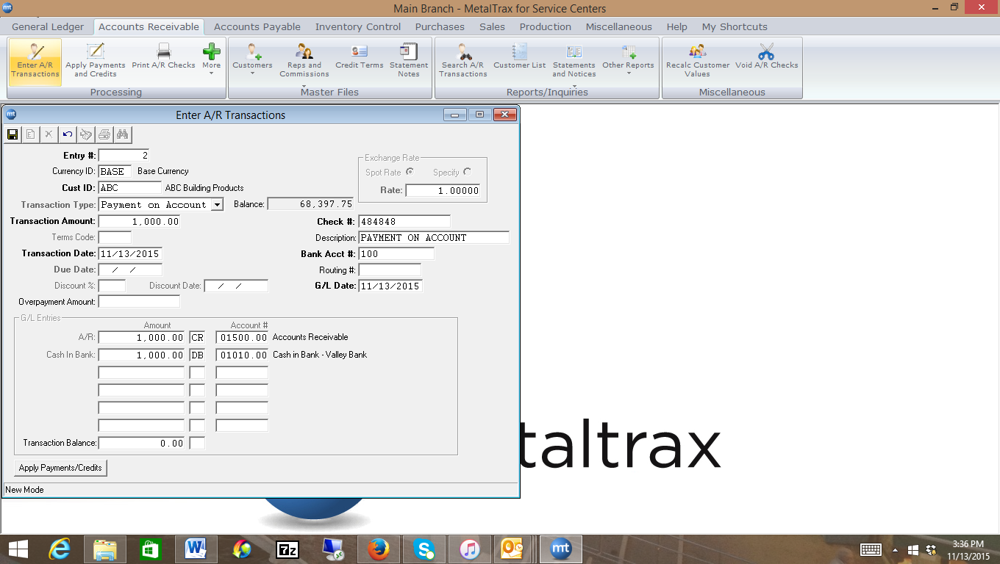 Main Branch - MetalTrax for Service Centers
General Ledger Accounts Receivable Accounts Payable Inventory Control Purchases Sales Production Miscellaneous Help My Shortcuts
Enter A/R Transactions
Apply Payments and Credits
Print A/R Checks
More
Customers
Reps and Commissions
Credit Terms
Statement Notes
Search A/R Transactions
Customer List
Statements and Notices
Other Reports
Recalc Customer Values
Void A/R Checks
Processing Master Files Reports/Inquiries Miscellaneous
mt Enter A/R Transactions
Entry #: 2
Currency ID: BASE Base Currency
Cust ID: ABC ABC Building Products
Exchange Rate
Spot Rate Specify
Rate: 1.00000
Transaction Type: Payment on Account Balance: 68,397.75
Transaction Amount: 1,000.00 Check #: 484848
Terms Code: Description: PAYMENT ON ACCOUNT
Transaction Date: 11/13/2015 Bank Acct #: 100
Due Date: / / Routing #:
Discount %: Discount Date: / / G/L Date: 11/13/2015
Overpayment Amount:
G/L Entries
Amount Account #
A/R: 1,000.00 CR 01500.00 Accounts Receivable
Cash In Bank: 1,000.00 DB 01010.00 Cash in Bank - Valley Bank
Transaction Balance: 0.00
Apply Payments/Credits
New Mode
taltrax
W 7z S O mt
3:36 PM
11/13/2015